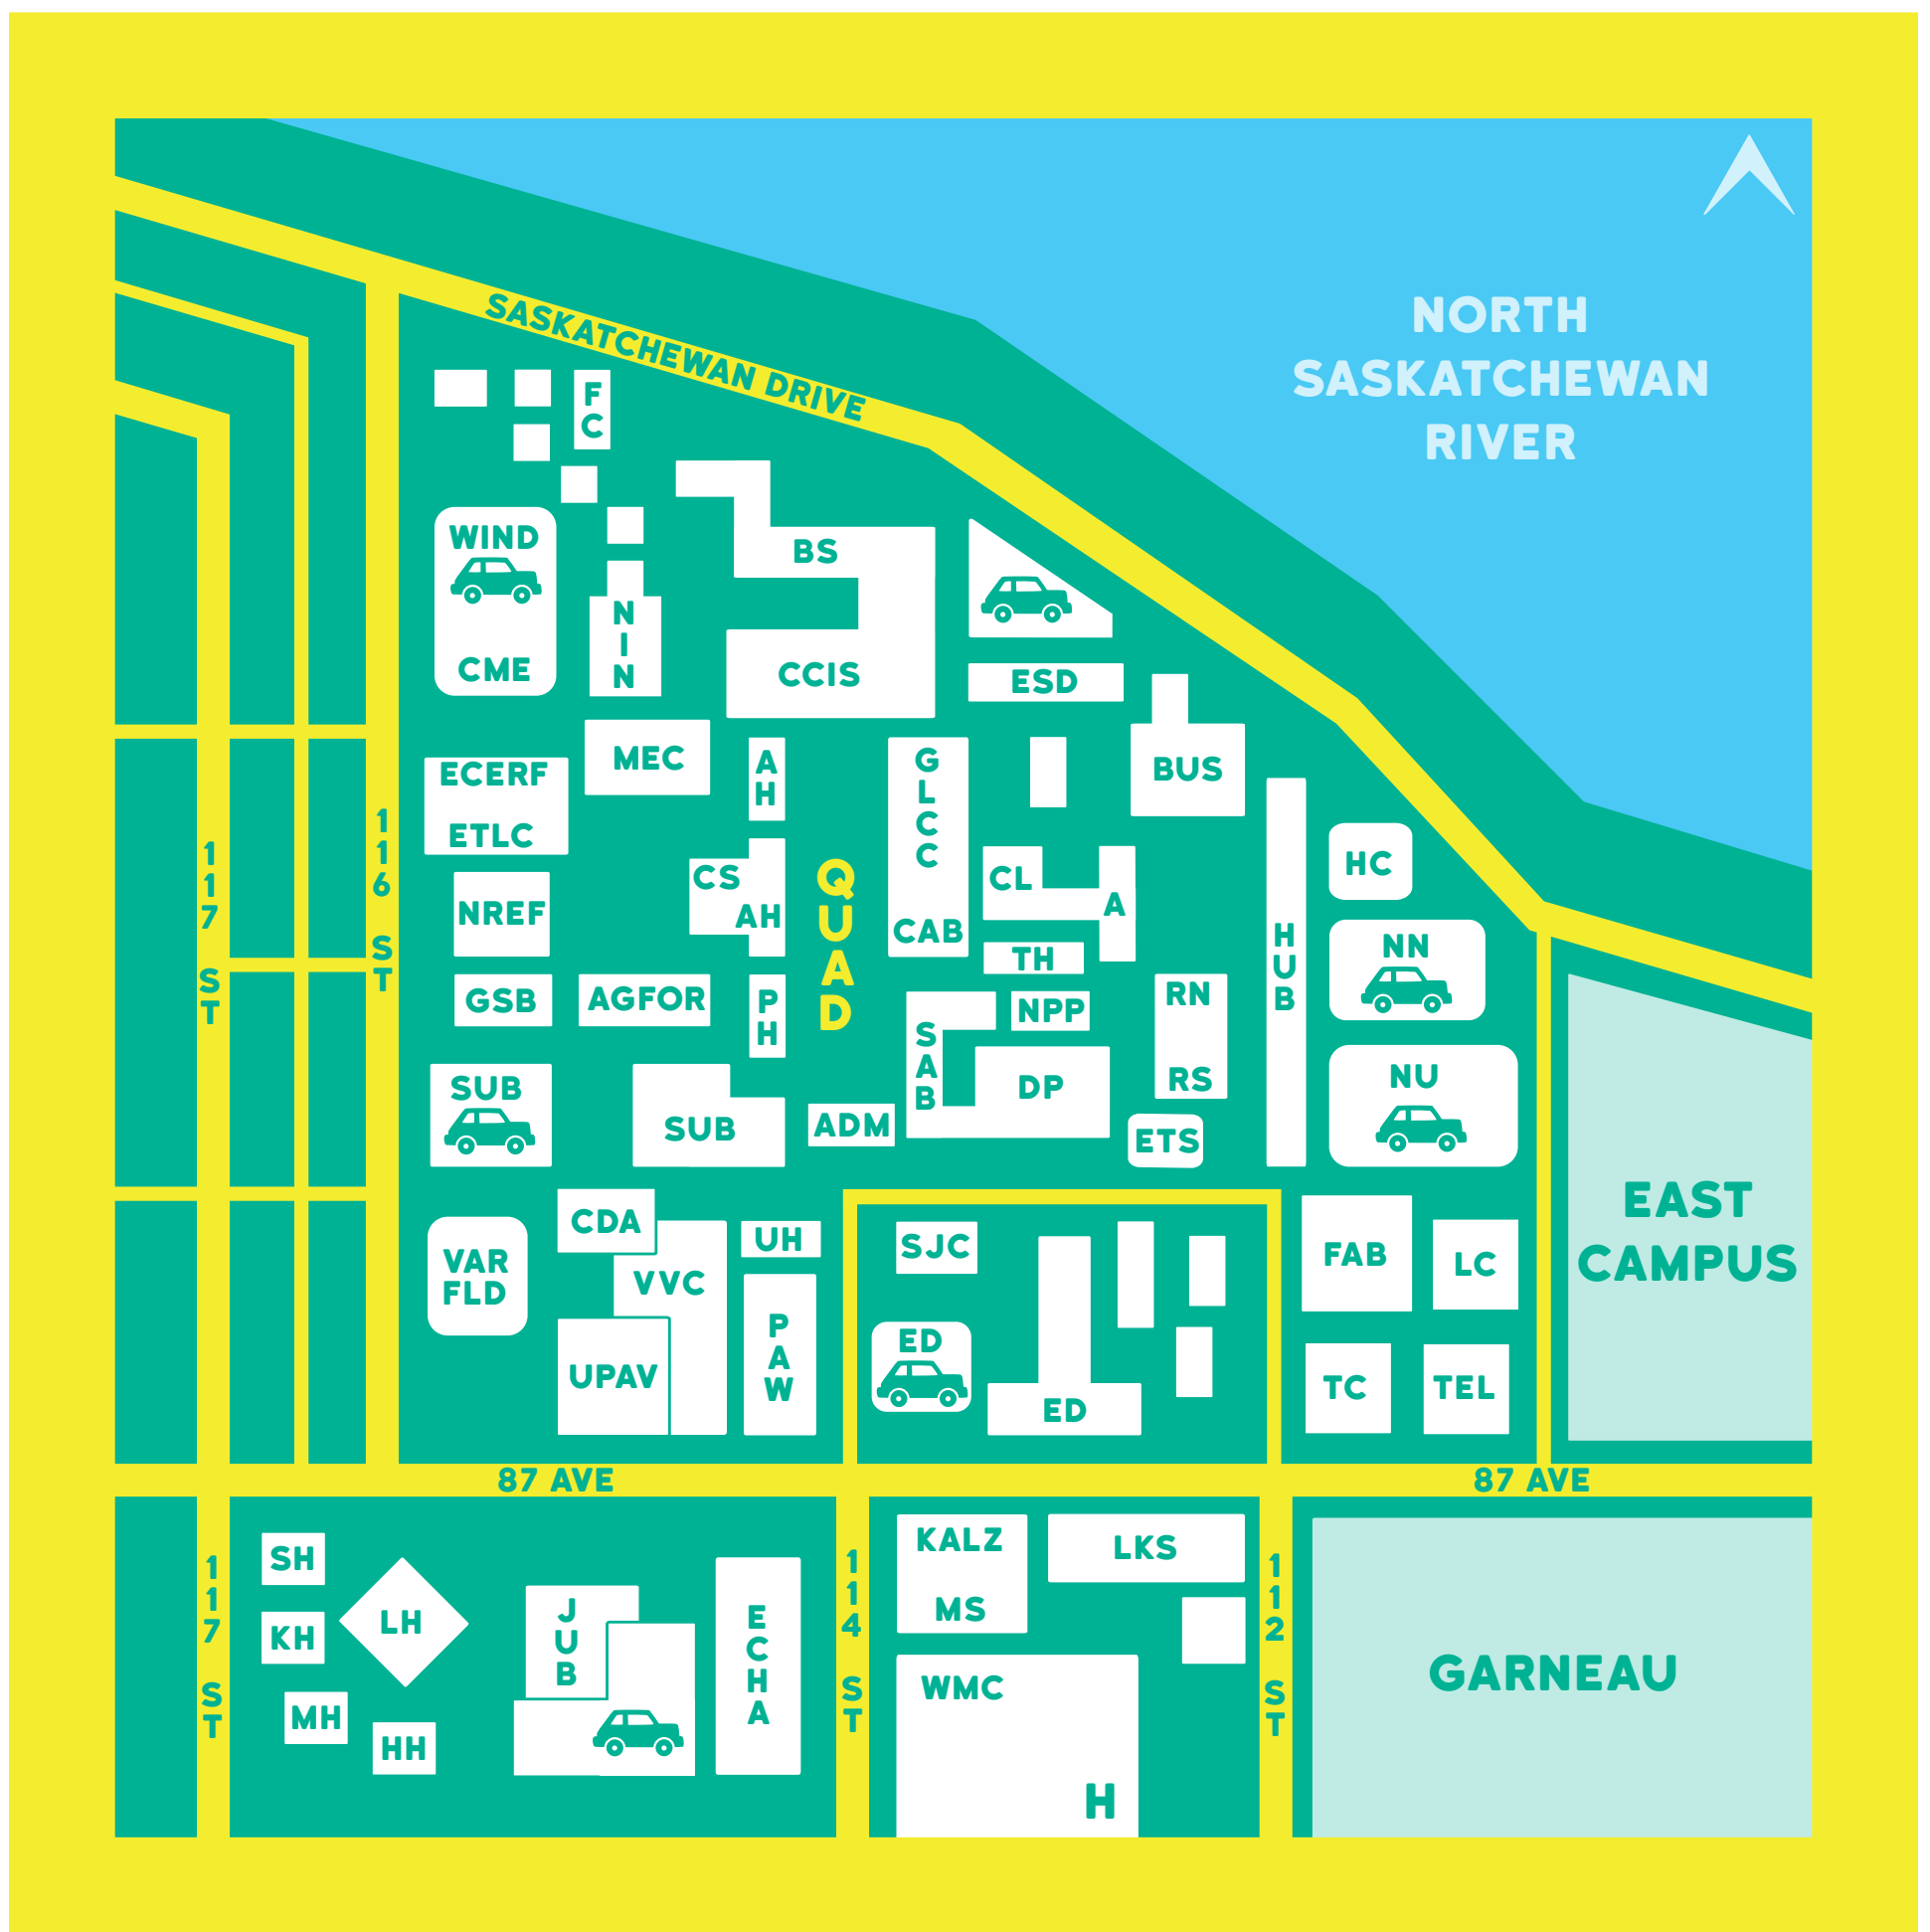 NORTH
SASKATCHEWAN
RIVER
SASKATCHEWAN DRIVE
FC
WIND
CME
NIN
BS
CCIS
ESD
MEC
AH
GLCC
CAB
BUS
ECERF
ETLC
116 ST
117 ST
NREF
CS
AH
QUAD
CL
A
TH
HUB
HC
NN
GSB
AGFOR
PH
SAB
NPP
DP
RN
RS
NU
SUB
SUB
ADM
ETS
EAST
CAMPUS
VAR
FLD
CDA
VVC
UPAV
UH
PAW
SJC
ED
ED
FAB
LC
TC
TEL
87 AVE
87 AVE
117 ST
SH
KH
LH
MH
HH
JUB
ECHA
114 ST
KALZ
MS
LKS
WMC
H
112 ST
GARNEAU